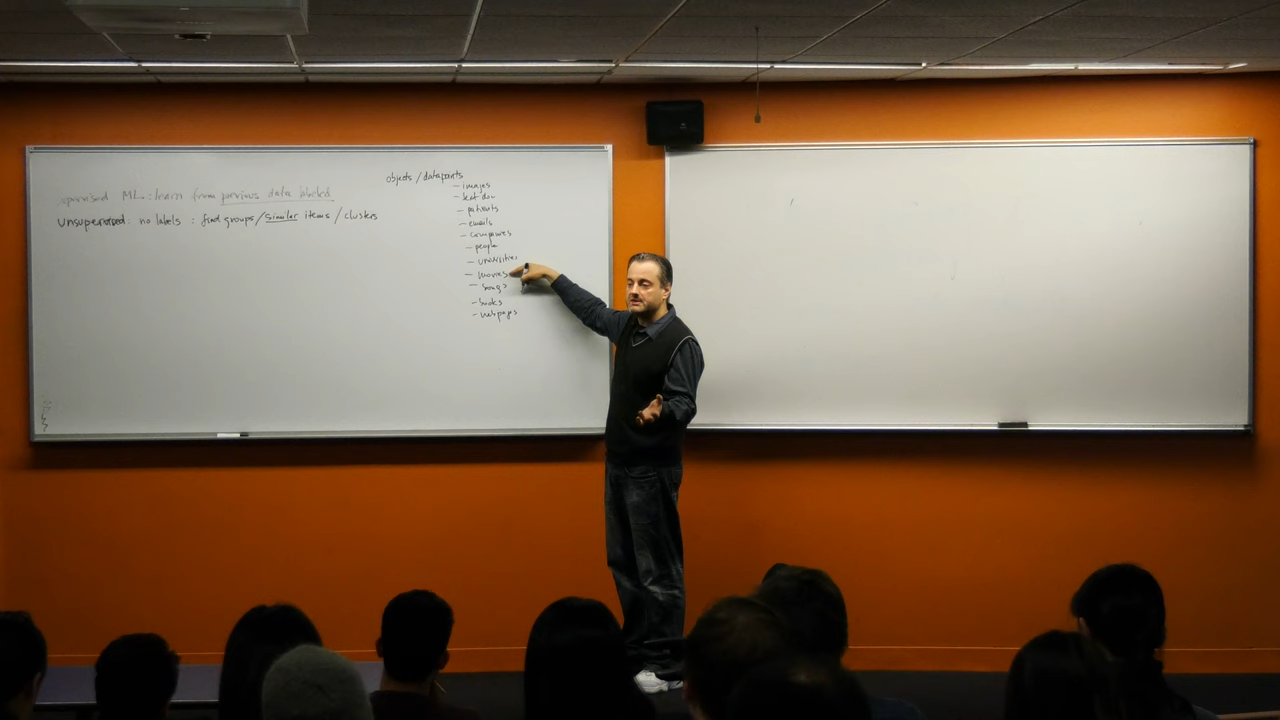 supervised ML: learn from previous data
unsupervised: no labels : find groups/similar items/clusters
objects/datapoints
- images
- text doc
- patients
- emails
- companies
- people
- universities
- movies
- songs
- books
- webpages